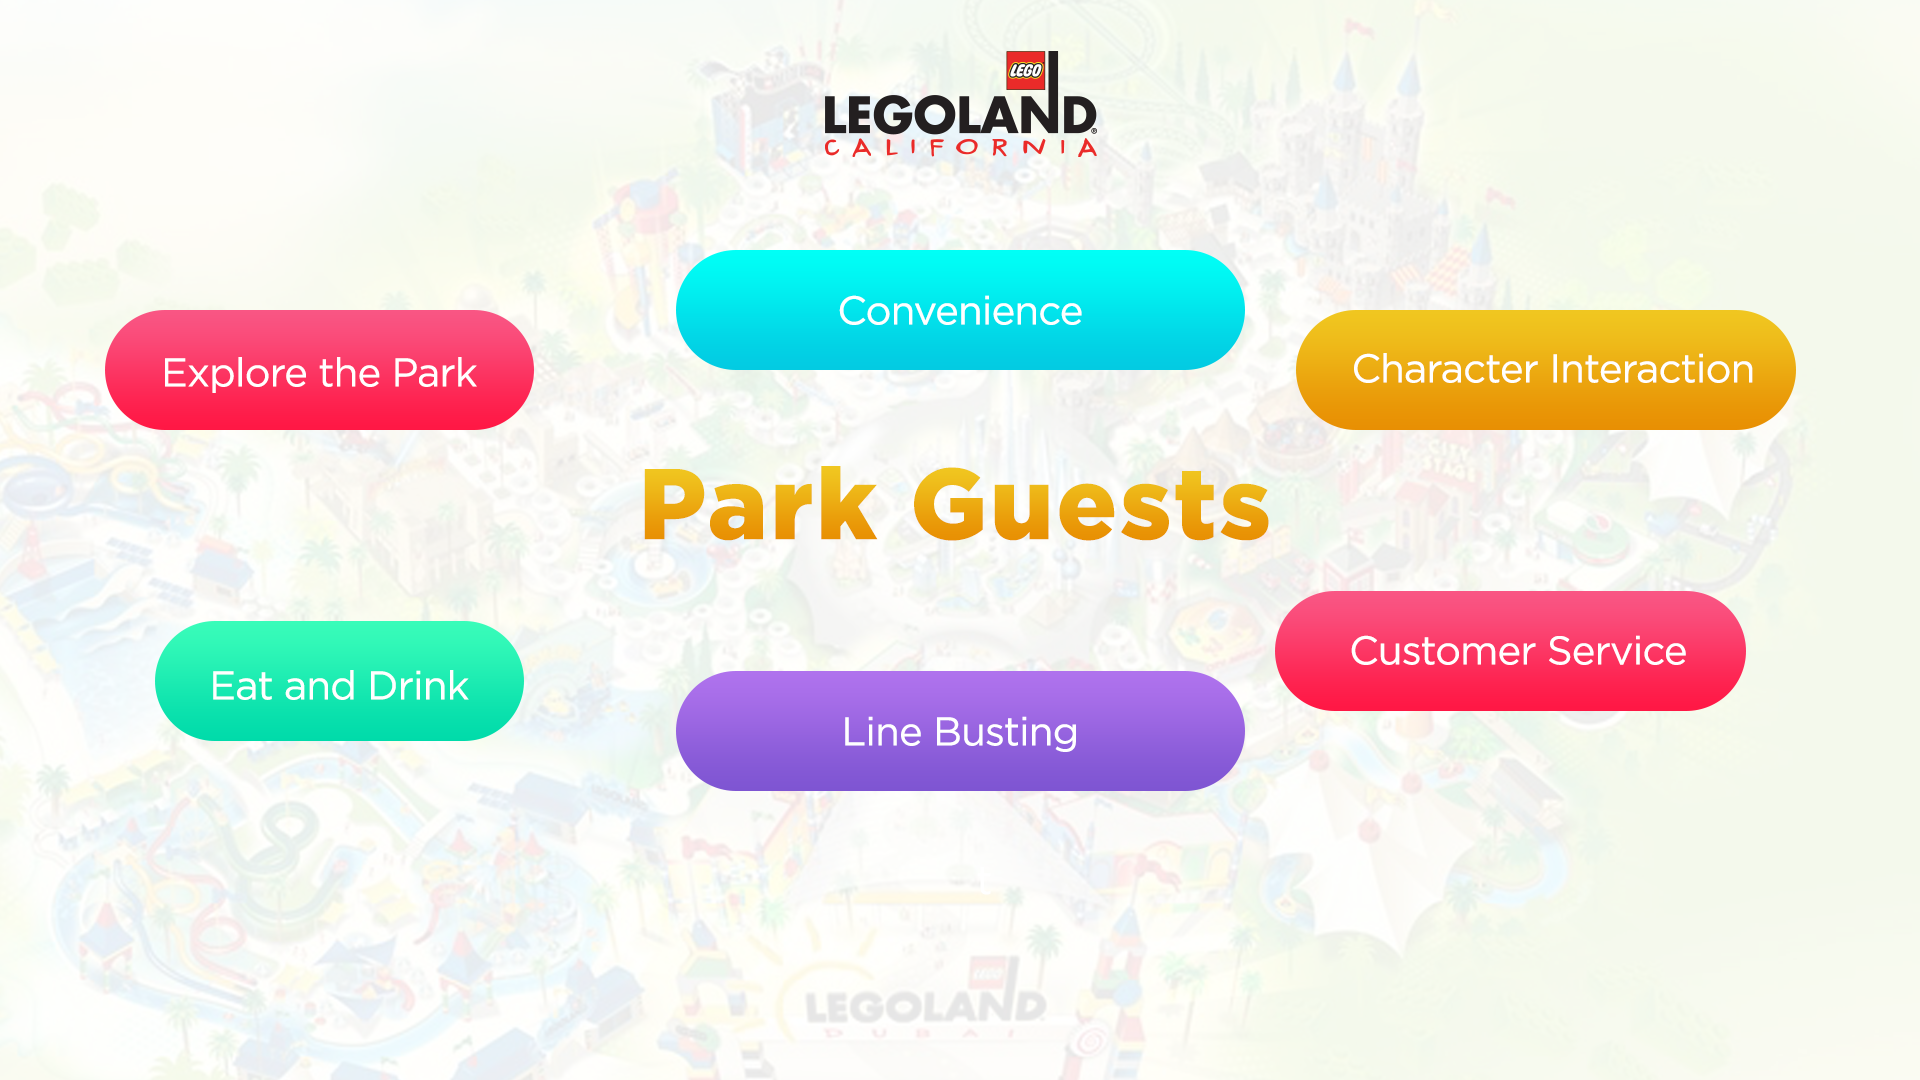 LEGO
LEGOLAND®
CALIFORNIA
Convenience
Explore the Park
Character Interaction
Park Guests
Eat and Drink
Line Busting
Customer Service
LEGO
LEGOLAND
DUBAI